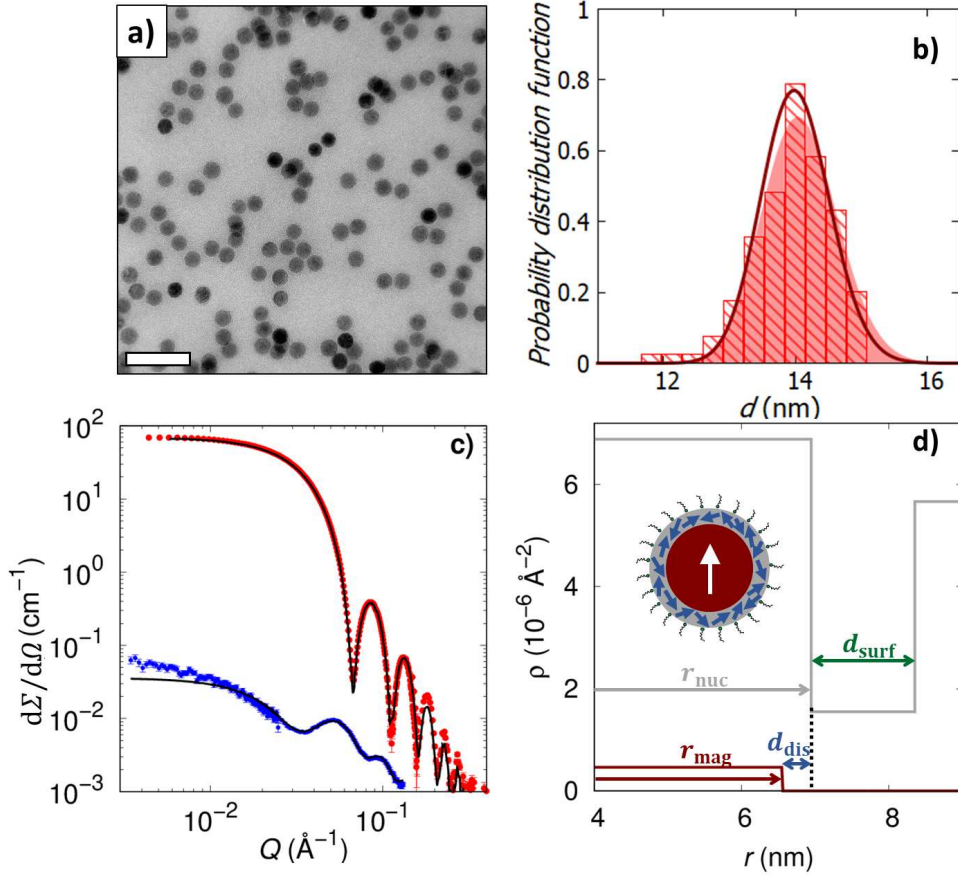 a)
b)
Probability distribution function
1
0.8
0.6
0.4
0.2
0
12
14
16
d (nm)
c)
dΣ/dΩ (cm⁻¹)
10²
10¹
10⁰
10⁻¹
10⁻²
10⁻³
10⁻²
10⁻¹
Q (Å⁻¹)
d)
ρ (10⁻⁶ Å⁻²)
6
4
2
0
d_surf
r_nuc
d_dis
r_mag
4
6
8
r (nm)